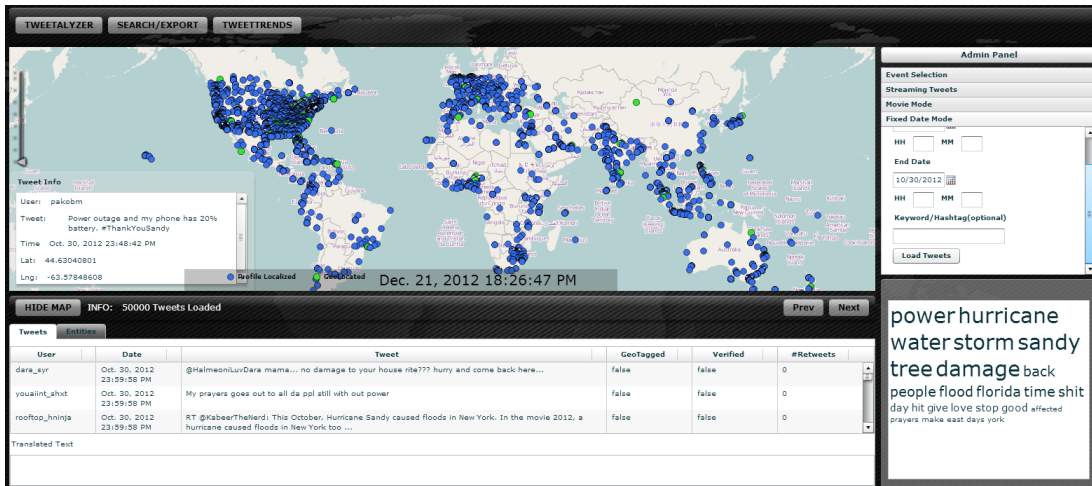 TWEETALYZER SEARCH/EXPORT TWEETTRENDS
Tweet Info
User: pakobm
Tweet: Power outage and my phone has 20%
battery. #ThankYouSandy
Time Oct. 30, 2012 23:48:42 PM
Lat: 44.63040801
Lng: -63.57848608
Profile Localized GeoLocated
Dec. 21, 2012 18:26:47 PM
Admin Panel
Event Selection
Streaming Tweets
Movie Mode
Fixed Date Mode
HH MM
End Date
10/30/2012
HH MM
Keyword/Hashtag(optional)
Load Tweets
HIDE MAP INFO: 50000 Tweets Loaded Prev Next
Tweets Entities
User Date Tweet GeoTagged Verified #Retweets
dara_syr Oct. 30, 2012 @HalmeoniLuvDara mama... no damage to your house rite??? hurry and come back here... false false 0
23:59:58 PM
youaiint_shxt Oct. 30, 2012 My prayers goes out to all da ppl still with out power false false 0
23:59:58 PM
rooftop_hninja Oct. 30, 2012 RT @KabeerTheNerd: This October, Hurricane Sandy caused floods in New York. In the movie 2012, a false false 0
23:59:58 PM hurricane caused floods in New York too ...
Translated Text
power hurricane
water storm sandy
tree damage back
people flood florida time shit
day hit give love stop good affected
prayers make east days york